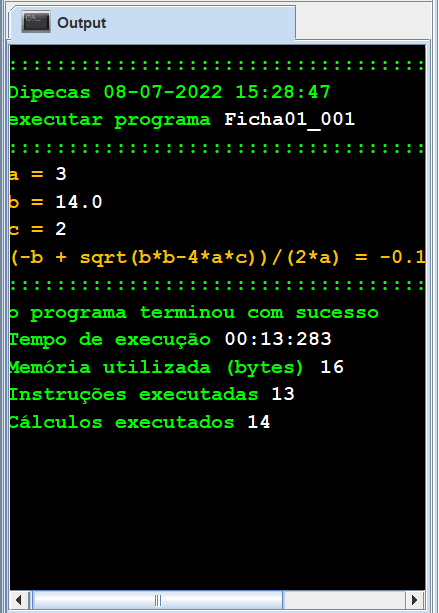 Output
:::::::::::::::::::::::::::::::::::
Dipecas 08-07-2022 15:28:47
executar programa Ficha01_001
:::::::::::::::::::::::::::::::::::
a = 3
b = 14.0
c = 2
(-b + sqrt(b*b-4*a*c))/(2*a) = -0.1
:::::::::::::::::::::::::::::::::::
o programa terminou com sucesso
Tempo de execução 00:13:283
Memória utilizada (bytes) 16
Instruções executadas 13
Cálculos executados 14